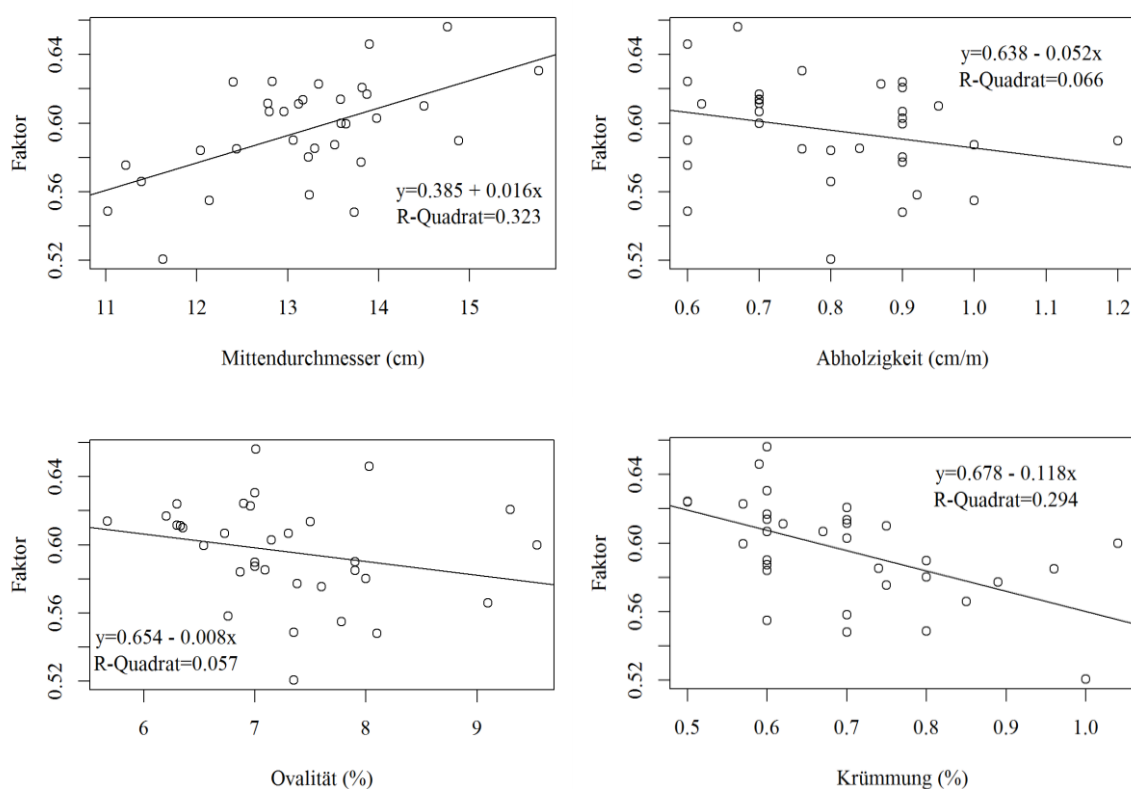 Faktor
0.52 0.56 0.60 0.64
y=0.385 + 0.016x
R-Quadrat=0.323
11 12 13 14 15
Mittendurchmesser (cm)
Faktor
0.52 0.56 0.60 0.64
y=0.638 - 0.052x
R-Quadrat=0.066
0.6 0.7 0.8 0.9 1.0 1.1 1.2
Abholzigkeit (cm/m)
Faktor
0.52 0.56 0.60 0.64
y=0.654 - 0.008x
R-Quadrat=0.057
6 7 8 9
Ovalität (%)
Faktor
0.52 0.56 0.60 0.64
y=0.678 - 0.118x
R-Quadrat=0.294
0.5 0.6 0.7 0.8 0.9 1.0
Krümmung (%)